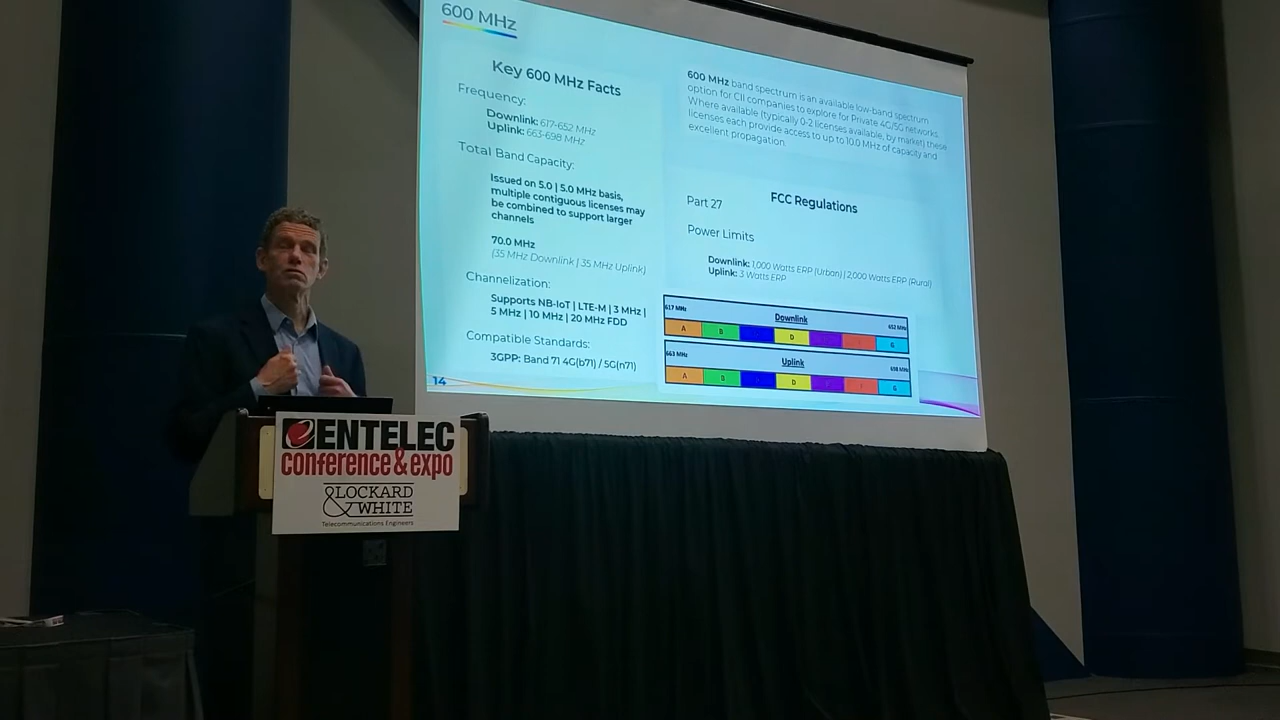 600 MHz
Key 600 MHz Facts
Frequency:
Downlink: 617-652 MHz
Uplink: 663-698 MHz
Total Band Capacity:
Issued on 5.0 | 5.0 MHz basis,
multiple contiguous licenses may
be combined to support larger
channels
70.0 MHz
(35 MHz Downlink | 35 MHz Uplink)
Channelization:
Supports NB-IoT | LTE-M | 3 MHz |
5 MHz | 10 MHz | 20 MHz FDD
Compatible Standards:
3GPP: Band 71 4G(b71) / 5G(n71)
14
600 MHz band spectrum is an available low-band spectrum
option for CII companies to explore for Private 4G/5G networks.
Where available (typically 0-2 licenses available, by market) these
licenses each provide access to up to 10.0 MHz of capacity and
excellent propagation.
FCC Regulations
Part 27
Power Limits
Downlink: 1,000 Watts ERP (Urban) | 2,000 Watts ERP (Rural)
Uplink: 3 Watts ERP
617 MHz Downlink 652 MHz
A B D G
663 MHz Uplink 698 MHz
A B D G
ENTELEC
conference & expo
LOCKARD
& WHITE
Telecommunications Engineers